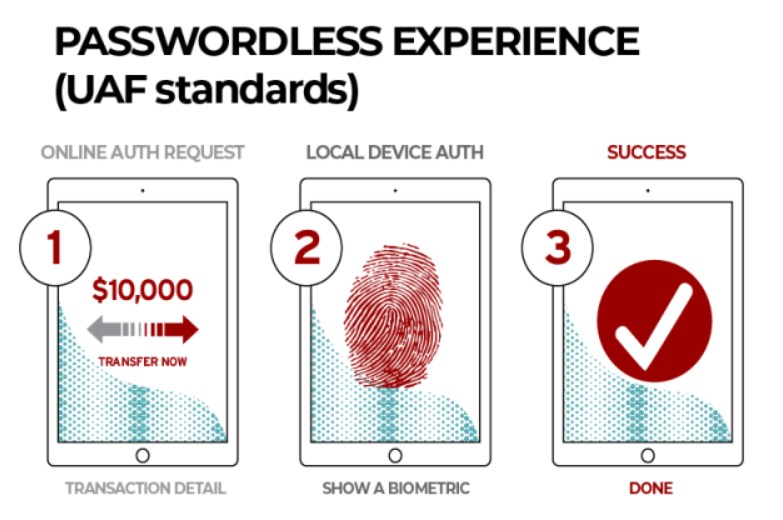 PASSWORDLESS EXPERIENCE
(UAF standards)
ONLINE AUTH REQUEST
LOCAL DEVICE AUTH
SUCCESS
1
$10,000
TRANSFER NOW
2
3
TRANSACTION DETAIL
SHOW A BIOMETRIC
DONE